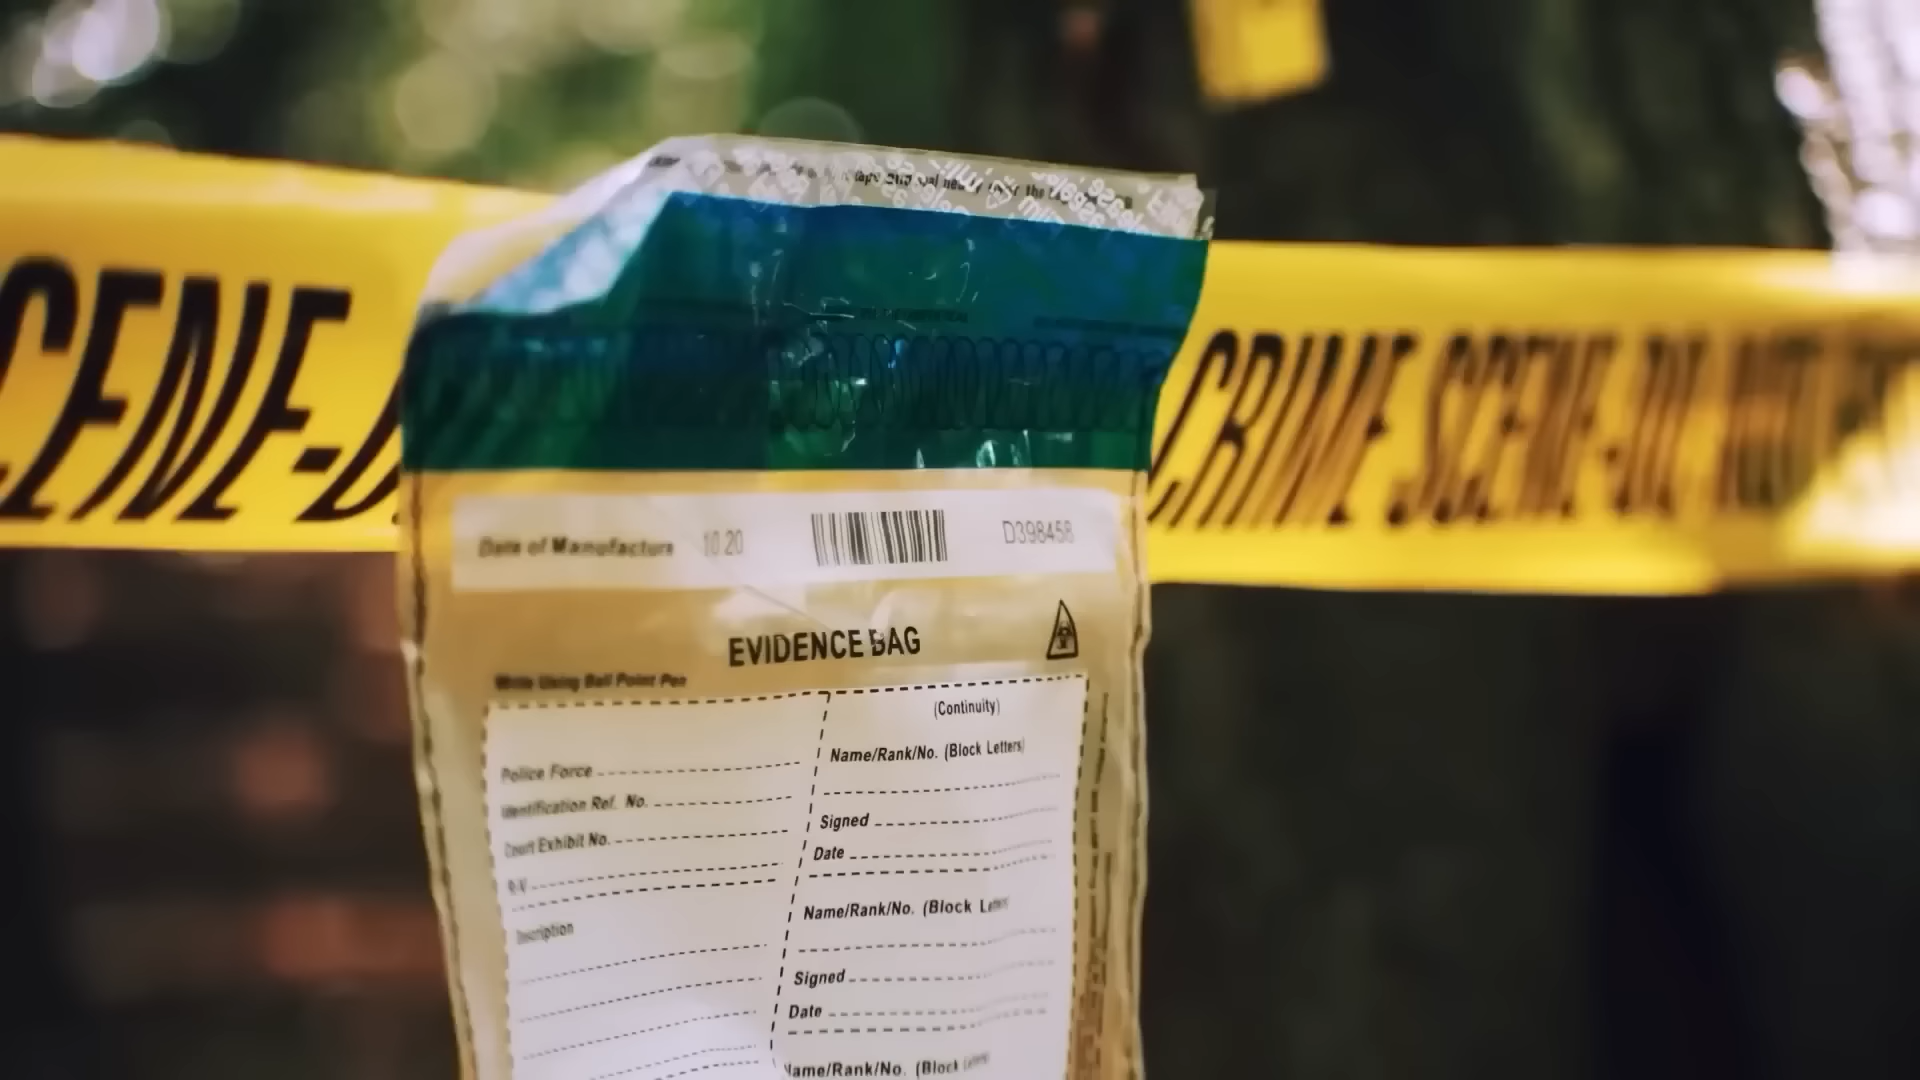 CENE-D
CRIME SCENE-DO NOT
Date of Manufacture 10 20 D398458
EVIDENCE BAG
Write Using Ball Point Pen
(Continuity)
Police Force
Identification Ref. No.
Court Exhibit No.
Name/Rank/No. (Block Letters)
Signed
Date
Name/Rank/No. (Block Letters
Signed
Date
Name/Rank/No. (Block